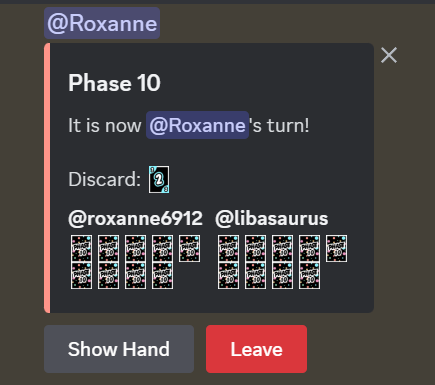 @Roxanne
Phase 10
It is now @Roxanne's turn!
Discard: 2
@roxanne6912 @libasaurus
Show Hand Leave